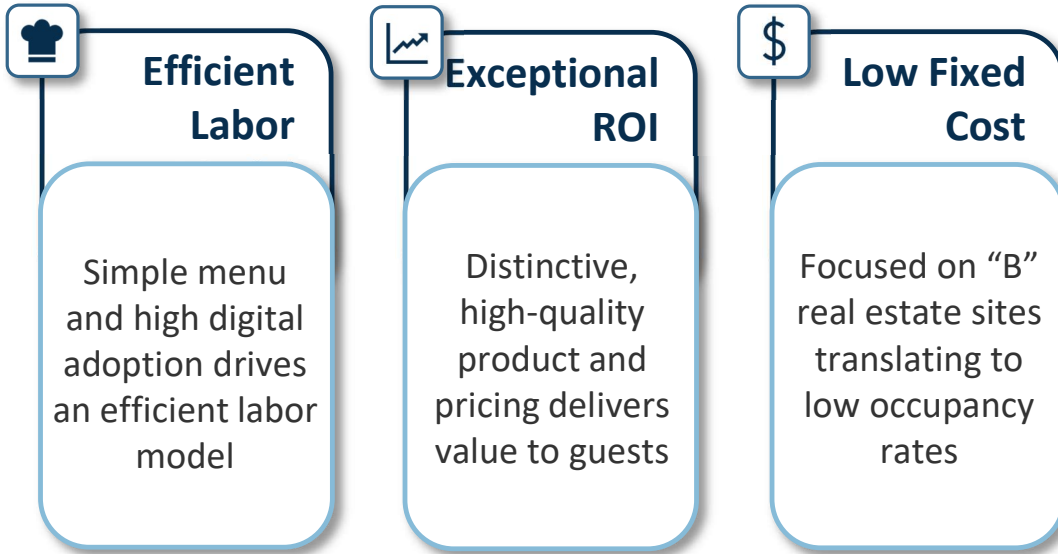 Efficient
Labor
Simple menu
and high digital
adoption drives
an efficient labor
model
Exceptional
ROI
Distinctive,
high-quality
product and
pricing delivers
value to guests
$
Low Fixed
Cost
Focused on “B”
real estate sites
translating to
low occupancy
rates